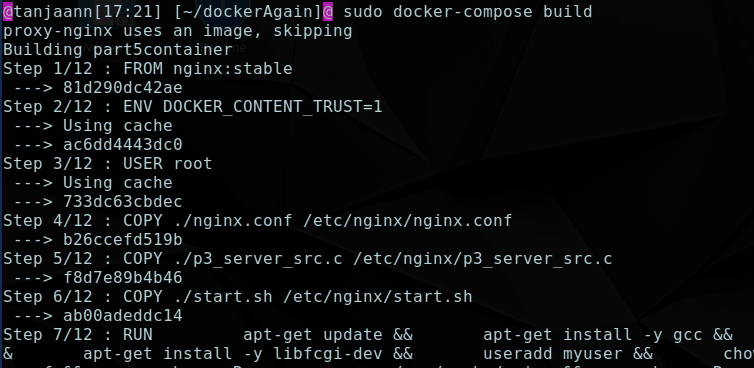 @tanjaann[17:21] [~/dockerAgain]@ sudo docker-compose build
proxy-nginx uses an image, skipping
Building part5container
Step 1/12 : FROM nginx:stable
 ---> 81d290dc42ae
Step 2/12 : ENV DOCKER_CONTENT_TRUST=1
 ---> Using cache
 ---> ac6dd4443dc0
Step 3/12 : USER root
 ---> Using cache
 ---> 733dc63cbdec
Step 4/12 : COPY ./nginx.conf /etc/nginx/nginx.conf
 ---> b26ccefd519b
Step 5/12 : COPY ./p3_server_src.c /etc/nginx/p3_server_src.c
 ---> f8d7e89b4b46
Step 6/12 : COPY ./start.sh /etc/nginx/start.sh
 ---> ab00adeddc14
Step 7/12 : RUN         apt-get update &&       apt-get install -y gcc &&
&       apt-get install -y libfcgi-dev &&       useradd myuser &&       cho